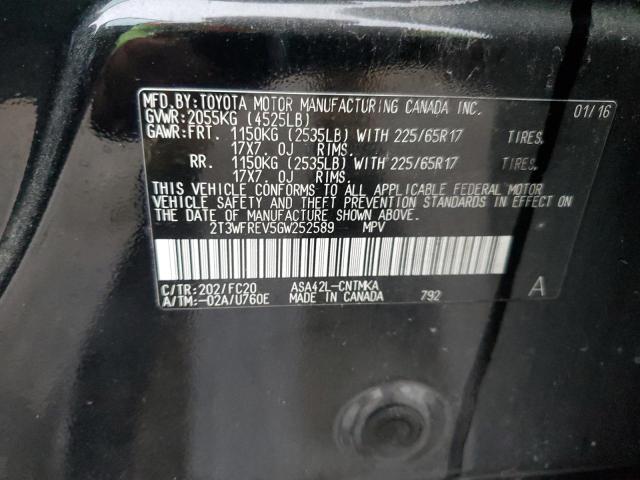 MFD.BY:TOYOTA MOTOR MANUFACTURING CANADA INC. 01/16
GVWR:2055KG (4525LB)
GAWR:FRT. 1150KG (2535LB) WITH 225/65R17 TIRES,
17X7.0J RIMS.
RR. 1150KG (2535LB) WITH 225/65R17 TIRES,
17X7.0J RIMS.
THIS VEHICLE CONFORMS TO ALL APPLICABLE FEDERAL MOTOR
VEHICLE SAFETY AND THEFT PREVENTION STANDARDS IN EFFECT
ON THE DATE OF MANUFACTURE SHOWN ABOVE.
2T3WFREV5GW252589 MPV
C/TR:202/FC20 ASA42L-CNTMKA A
A/TM:-02A/U760E MADE IN CANADA 792